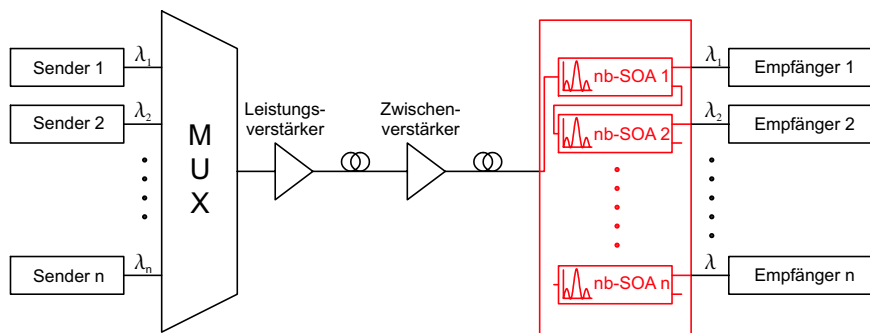 Sender 1
λ1
Sender 2
λ2
Sender n
λn
M
U
X
Leistungs-
verstärker
Zwischen-
verstärker
nb-SOA 1
nb-SOA 2
nb-SOA n
λ1
Empfänger 1
λ2
Empfänger 2
λ
Empfänger n